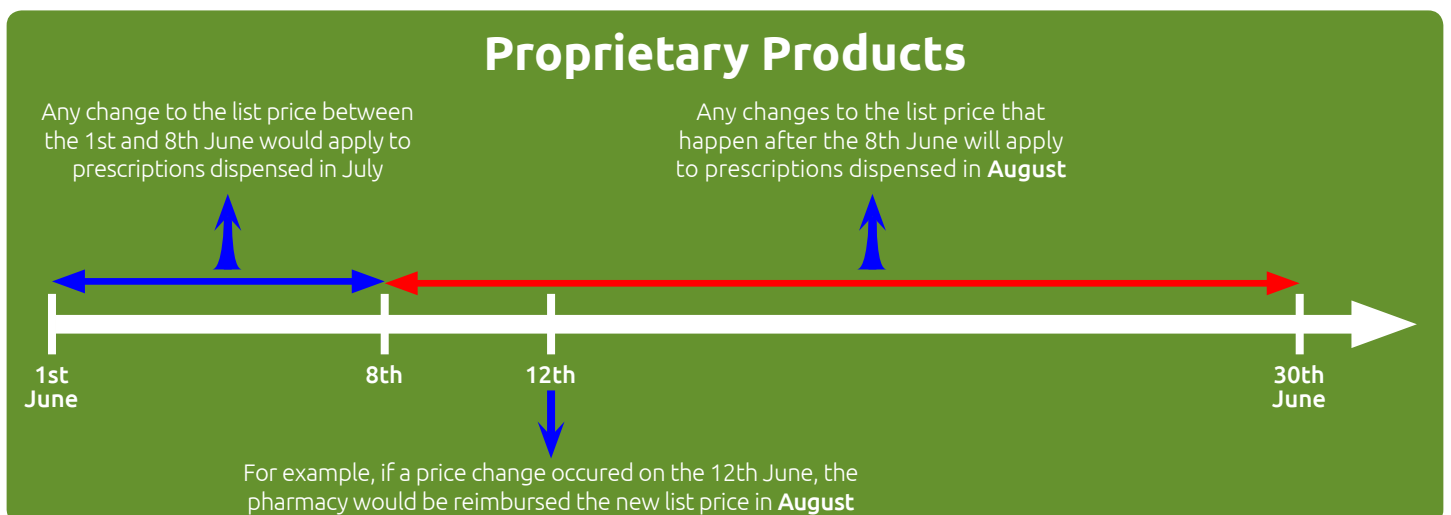 Proprietary Products
Any change to the list price between
the 1st and 8th June would apply to
prescriptions dispensed in July
Any changes to the list price that
happen after the 8th June will apply
to prescriptions dispensed in August
1st
June
8th
12th
30th
June
For example, if a price change occured on the 12th June, the
pharmacy would be reimbursed the new list price in August